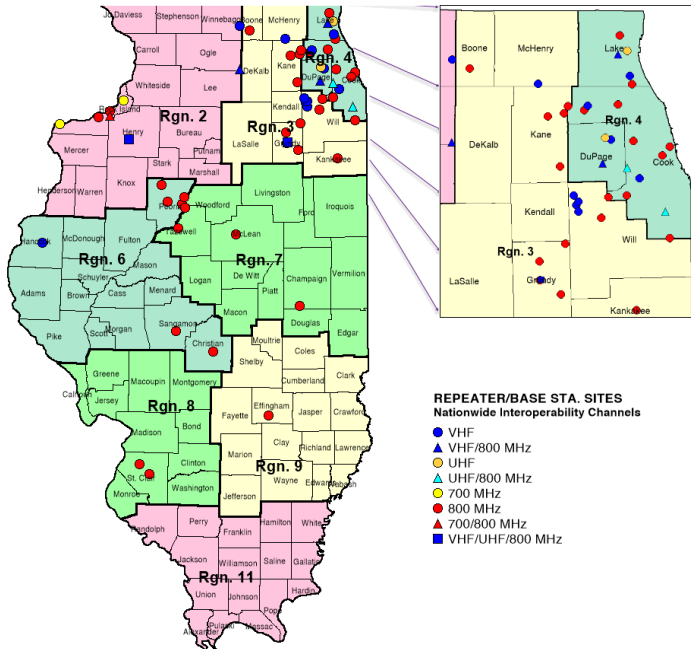 Jo Daviess
Stephenson
Winnebago
Boone
McHenry
Lake
Carroll
Ogle
Rgn. 4
Kane
DeKalb
DuPage
Cook
Whiteside
Lee
Rgn. 2
Rock Island
Kendall
Henry
Bureau
Rgn. 3
Will
LaSalle
Grundy
Mercer
Putnam
Stark
Kankakee
Marshall
Henderson
Warren
Knox
Peoria
Woodford
Livingston
Ford
Iroquois
Tazewell
McLean
Hancock
McDonough
Fulton
Rgn. 6
Rgn. 7
Mason
Schuyler
Logan
De Witt
Champaign
Vermilion
Adams
Brown
Cass
Menard
Piatt
Macon
Morgan
Scott
Sangamon
Douglas
Edgar
Pike
Christian
Moultrie
Coles
Shelby
Greene
Macoupin
Montgomery
Cumberland
Clark
Calhoun
Jersey
Rgn. 8
Fayette
Effingham
Jasper
Crawford
Madison
Bond
Clay
Richland
Lawrence
Marion
Rgn. 9
Clinton
St. Clair
Wayne
Edwards
Wabash
Washington
Monroe
Jefferson
Randolph
Perry
Franklin
Hamilton
White
Jackson
Williamson
Saline
Gallatin
Rgn. 11
Union
Johnson
Hardin
Pope
Alexander
Pulaski
Massac
Boone
McHenry
Lake
Kane
Rgn. 4
DeKalb
DuPage
Cook
Kendall
Will
Rgn. 3
LaSalle
Grundy
Kankakee
REPEATER/BASE STA. SITES
Nationwide Interoperability Channels
VHF
VHF/800 MHz
UHF
UHF/800 MHz
700 MHz
800 MHz
700/800 MHz
VHF/UHF/800 MHz